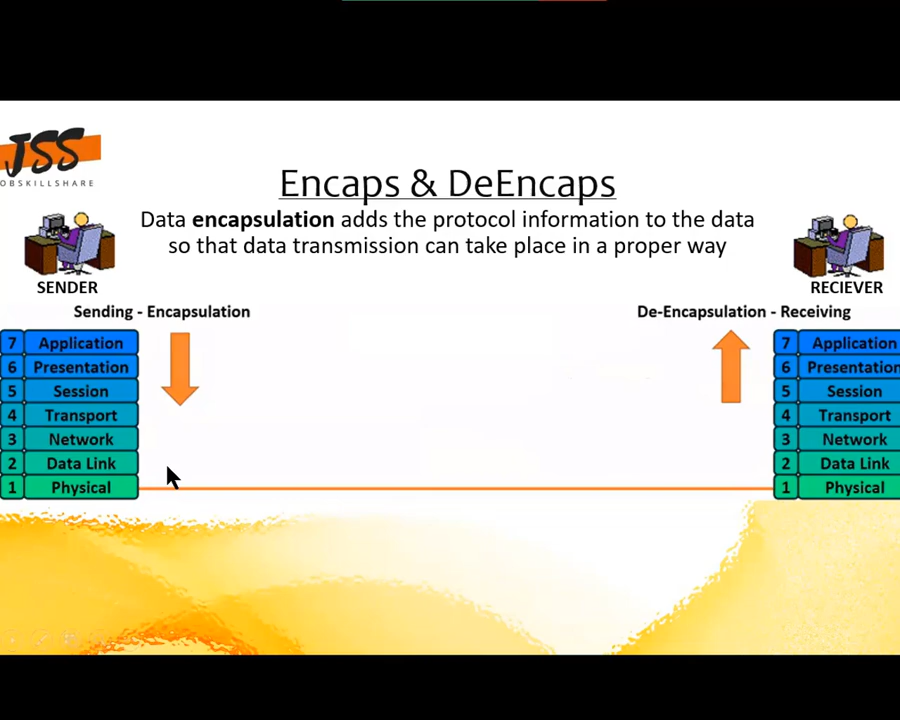 JSS
OBSKILLSHARE
Encaps & DeEncaps
Data encapsulation adds the protocol information to the data
so that data transmission can take place in a proper way
SENDER
RECIEVER
Sending - Encapsulation
De-Encapsulation - Receiving
7 Application
6 Presentation
5 Session
4 Transport
3 Network
2 Data Link
1 Physical
7 Application
6 Presentation
5 Session
4 Transport
3 Network
2 Data Link
1 Physical